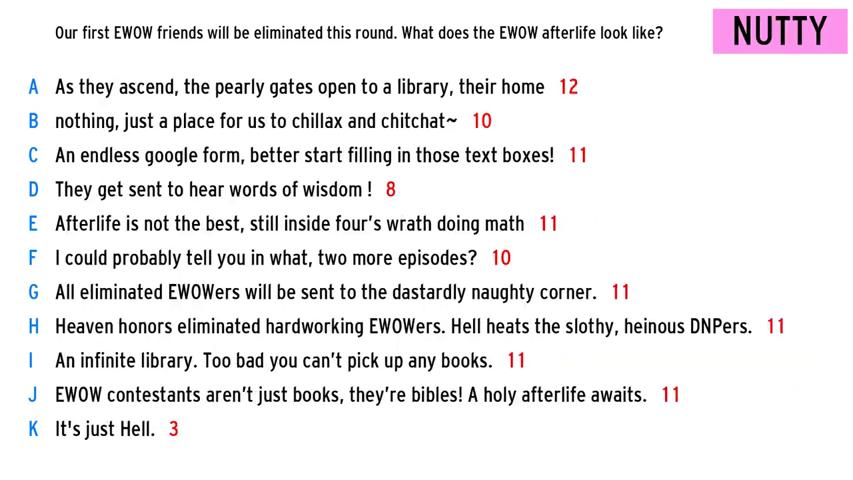 Our first EWOW friends will be eliminated this round. What does the EWOW afterlife look like?
NUTTY
A As they ascend, the pearly gates open to a library, their home 12
B nothing, just a place for us to chillax and chitchat~ 10
C An endless google form, better start filling in those text boxes! 11
D They get sent to hear words of wisdom ! 8
E Afterlife is not the best, still inside four's wrath doing math 11
F I could probably tell you in what, two more episodes? 10
G All eliminated EWOWers will be sent to the dastardly naughty corner. 11
H Heaven honors eliminated hardworking EWOWers. Hell heats the slothy, heinous DNPers. 11
I An infinite library. Too bad you can't pick up any books. 11
J EWOW contestants aren't just books, they're bibles! A holy afterlife awaits. 11
K It's just Hell. 3